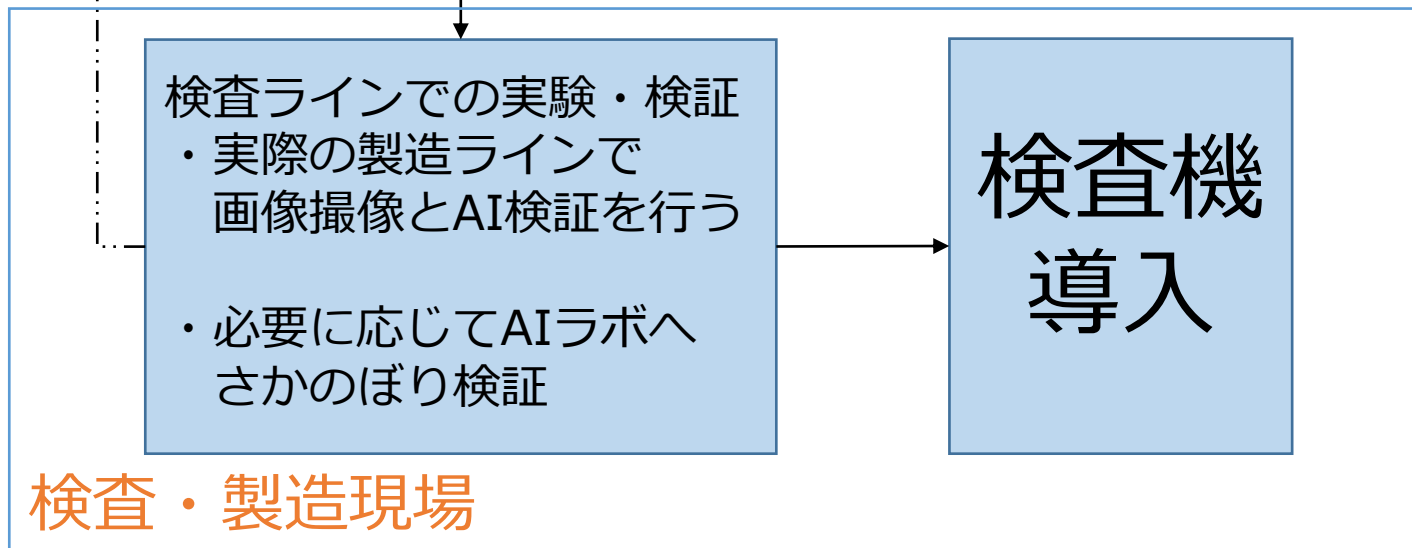 検査ラインでの実験・検証
・実際の製造ラインで
画像撮像とAI検証を行う
・必要に応じてAIラボへ
さかのぼり検証
検査機
導入
検査・製造現場